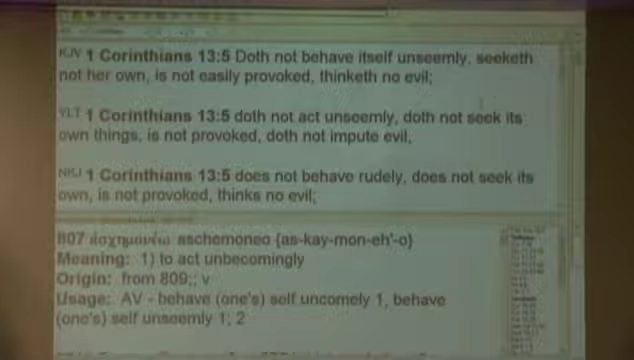 KJV 1 Corinthians 13:5 Doth not behave itself unseemly, seeketh
not her own, is not easily provoked, thinketh no evil;
YLT 1 Corinthians 13:5 doth not act unseemly, doth not seek its
own things, is not provoked, doth not impute evil,
NKJ 1 Corinthians 13:5 does not behave rudely, does not seek its
own, is not provoked, thinks no evil;
807 ἀσχημονέω aschemoneo {as-kay-mon-eh'-o}
Meaning: 1) to act unbecomingly
Origin: from 809;; v
Usage: AV - behave (one's) self uncomely 1, behave
(one's) self unseemly 1; 2